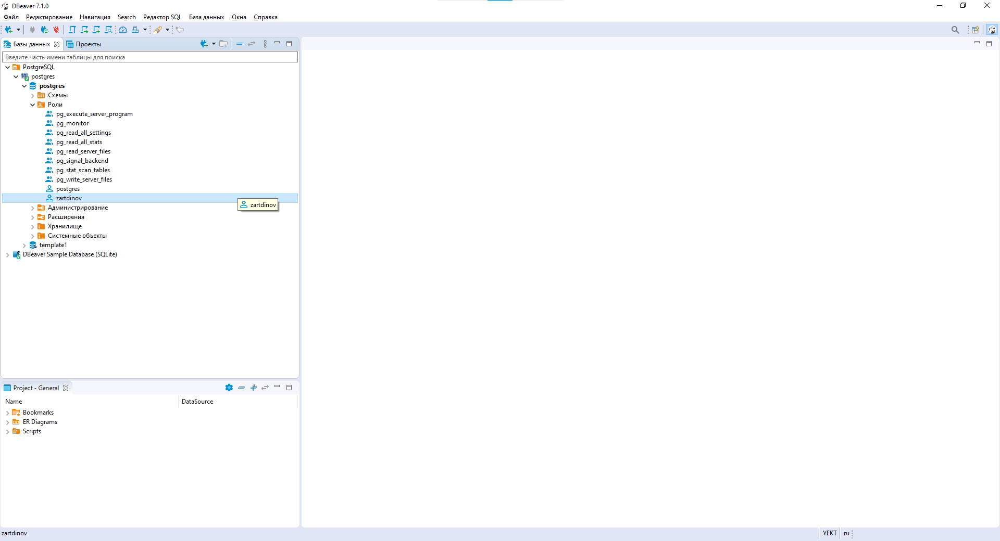 DBeaver 7.1.0
Файл Редактирование Навигация Search Редактор SQL База данных Окна Справка
Базы данных Проекты
Введите часть имени таблицы для поиска
PostgreSQL
postgres
postgres
Схемы
Роли
pg_execute_server_program
pg_monitor
pg_read_all_settings
pg_read_all_stats
pg_read_server_files
pg_signal_backend
pg_stat_scan_tables
pg_write_server_files
postgres
zartdinov
zartdinov
Администрирование
Расширения
Хранилище
Системные объекты
template1
DBeaver Sample Database (SQLite)
Project - General
Name DataSource
Bookmarks
ER Diagrams
Scripts
zartdinov YEKT ru